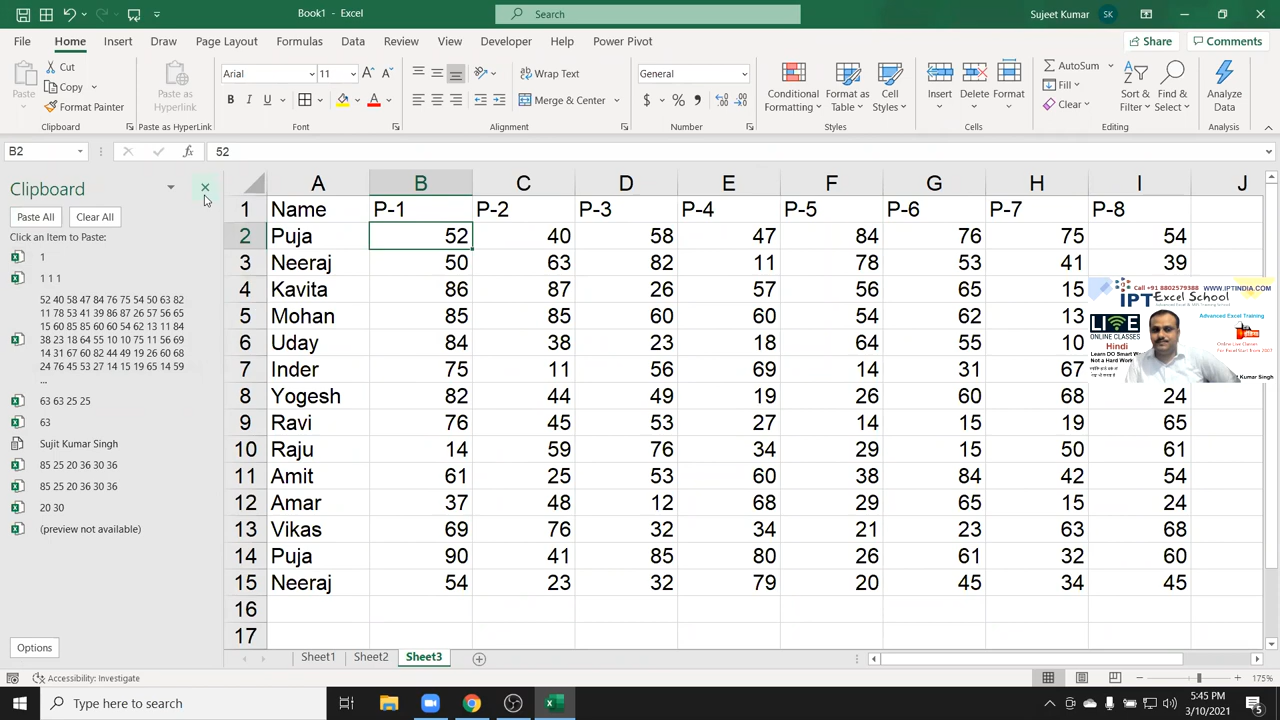 Book1 - Excel
Search
Sujeet Kumar
SK
File Home Insert Draw Page Layout Formulas Data Review View Developer Help Power Pivot
Share
Comments
Paste
Cut
Copy
Format Painter
Clipboard
Paste as Hyperlink
Paste as HyperLink
Arial
11
B I U
Font
Wrap Text
Merge & Center
Alignment
General
$ % ,
Number
Conditional Formatting
Format as Table
Cell Styles
Styles
Insert
Delete
Format
Cells
AutoSum
Fill
Clear
Sort & Filter
Find & Select
Editing
Analyze Data
Analysis
B2
fx
52
Clipboard
Paste All
Clear All
Click an Item to Paste:
1
1 1 1
52 40 58 47 84 76 75 54 50 63 82
11 78 53 41 39 86 87 26 57 56 65
15 60 85 85 60 60 54 62 13 11 84
38 23 18 64 55 10 10 75 11 56 69
14 31 67 60 82 44 49 19 26 60 68
24 76 45 53 27 14 15 19 65 14 59
...
63 63 25 25
63
Sujit Kumar Singh
85 25 20 36 30 36
85 25 20 36 30 36
20 30
(preview not available)
Options
A B C D E F G H I J
1 Name P-1 P-2 P-3 P-4 P-5 P-6 P-7 P-8
2 Puja 52 40 58 47 84 76 75 54
3 Neeraj 50 63 82 11 78 53 41 39
4 Kavita 86 87 26 57 56 65 15
5 Mohan 85 85 60 60 54 62 13
6 Uday 84 38 23 18 64 55 10
7 Inder 75 11 56 69 14 31 67
8 Yogesh 82 44 49 19 26 60 68 24
9 Ravi 76 45 53 27 14 15 19 65
10 Raju 14 59 76 34 29 15 50 61
11 Amit 61 25 53 60 38 84 42 54
12 Amar 37 48 12 68 29 65 15 24
13 Vikas 69 76 32 34 21 23 63 68
14 Puja 90 41 85 80 26 61 32 60
15 Neeraj 54 23 32 79 20 45 34 45
16
17
Call +91 8802579388 WWW.IPTINDIA.COM
IPT Excel School
LIVE
ONLINE CLASSES
Hindi
Learn DO Smart
Not a Hard
Advanced Excel Training
Kumar Singh
Sheet1 Sheet2 Sheet3
Accessibility: Investigate
175%
Type here to search
5:45 PM
3/10/2021
5